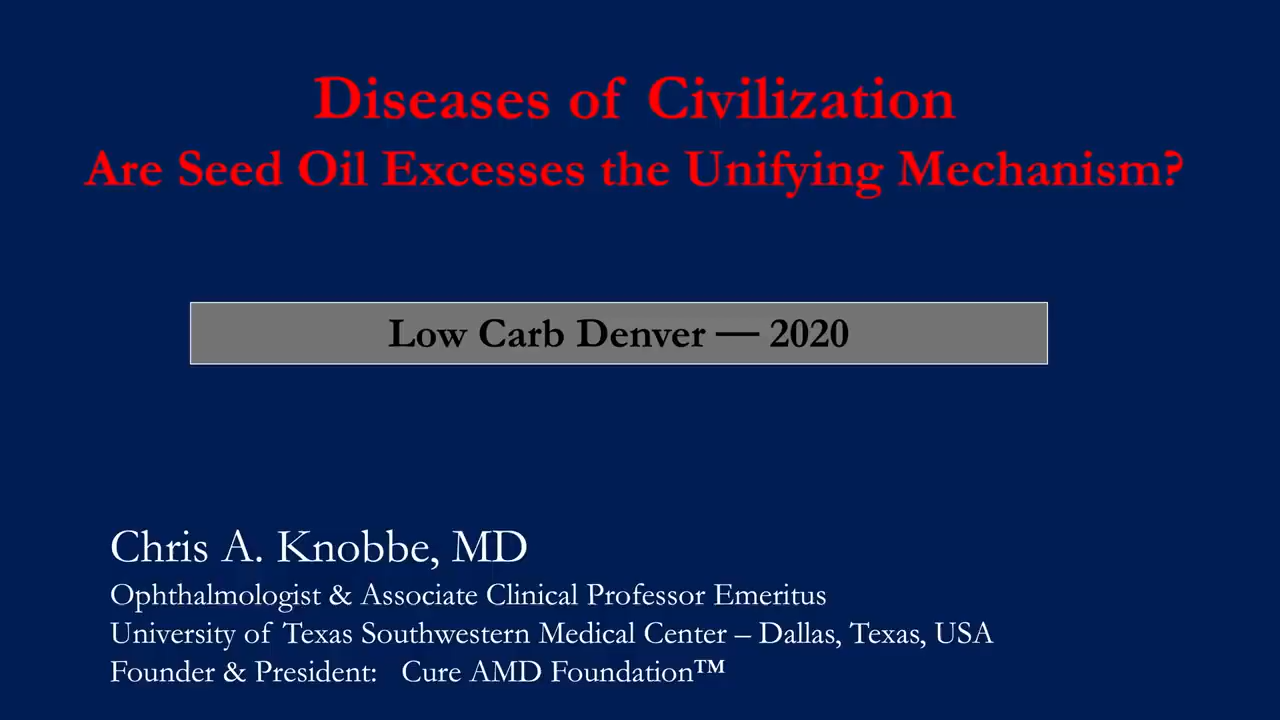 Diseases of Civilization
Are Seed Oil Excesses the Unifying Mechanism?
Low Carb Denver — 2020
Chris A. Knobbe, MD
Ophthalmologist & Associate Clinical Professor Emeritus
University of Texas Southwestern Medical Center – Dallas, Texas, USA
Founder & President: Cure AMD Foundation™